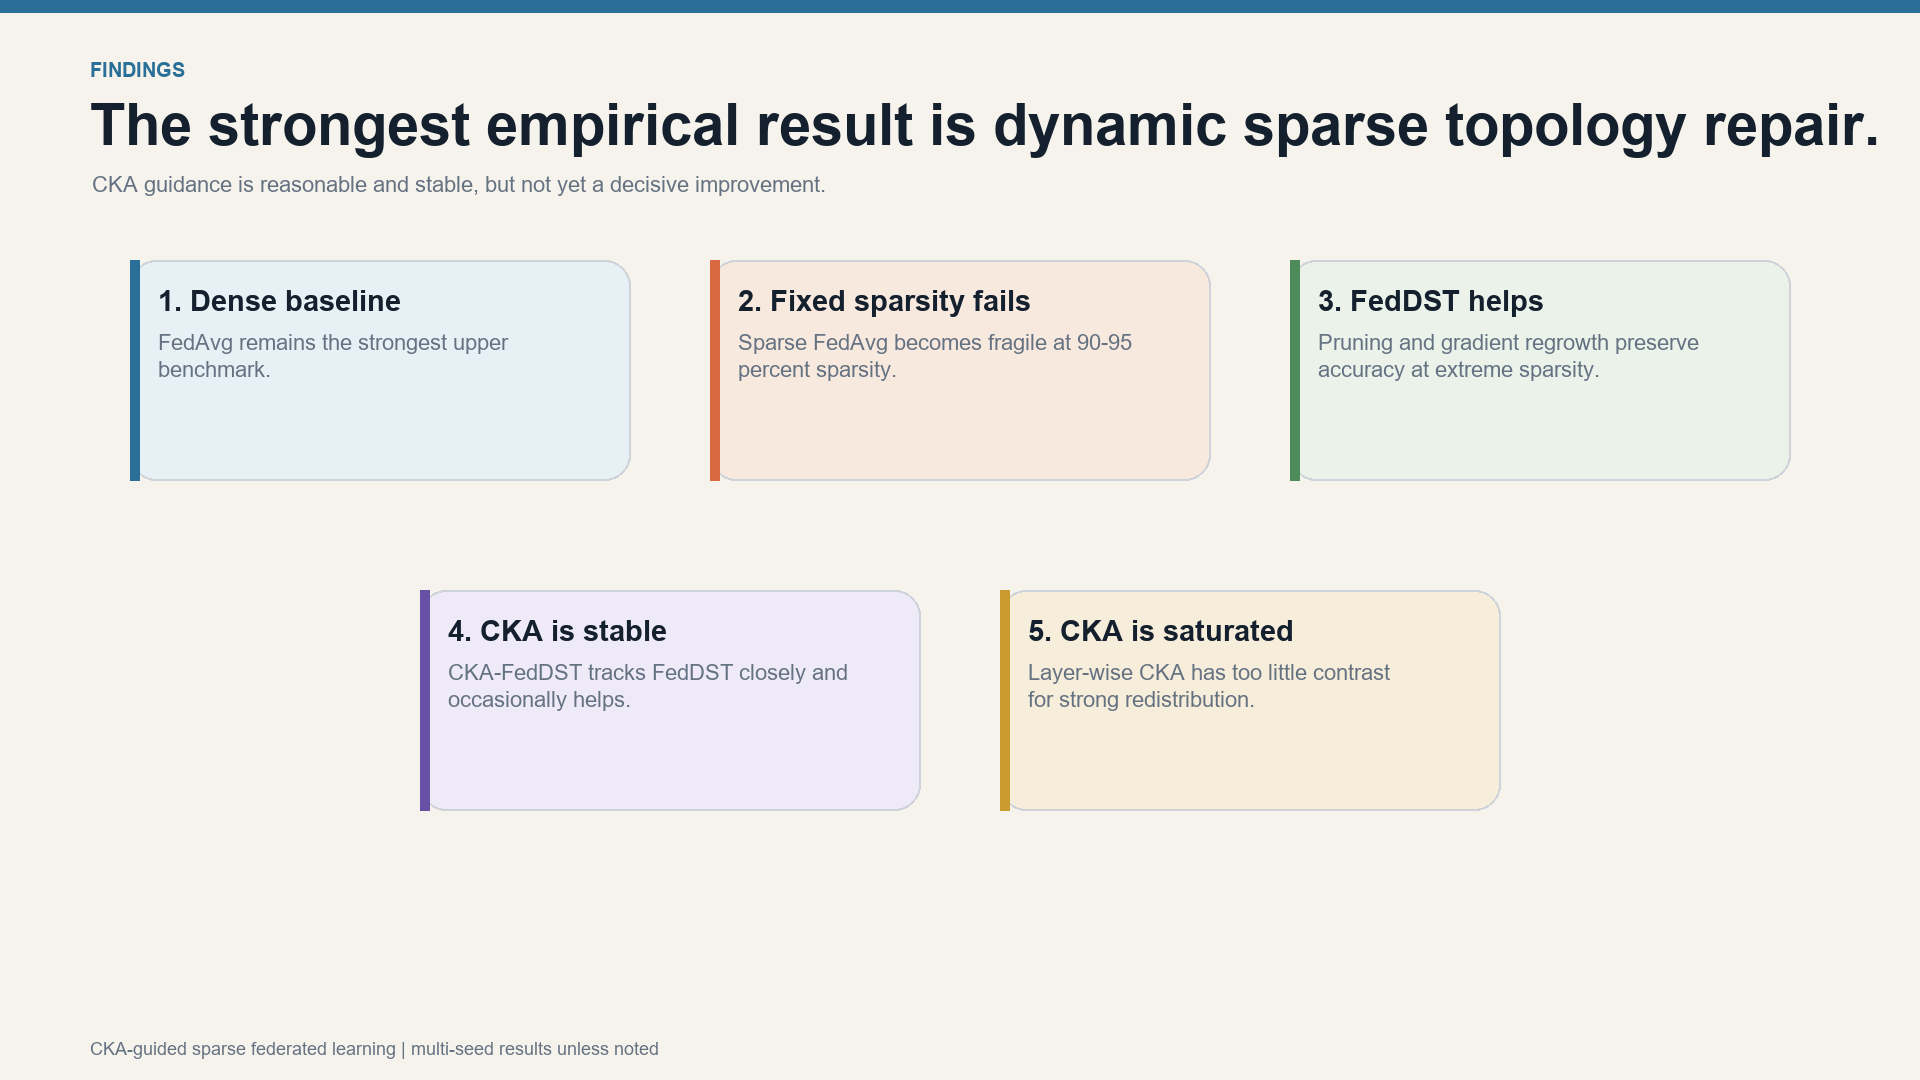 FINDINGS
The strongest empirical result is dynamic sparse topology repair.
CKA guidance is reasonable and stable, but not yet a decisive improvement.
1. Dense baseline
FedAvg remains the strongest upper
benchmark.
2. Fixed sparsity fails
Sparse FedAvg becomes fragile at 90-95
percent sparsity.
3. FedDST helps
Pruning and gradient regrowth preserve
accuracy at extreme sparsity.
4. CKA is stable
CKA-FedDST tracks FedDST closely and
occasionally helps.
5. CKA is saturated
Layer-wise CKA has too little contrast
for strong redistribution.
CKA-guided sparse federated learning | multi-seed results unless noted